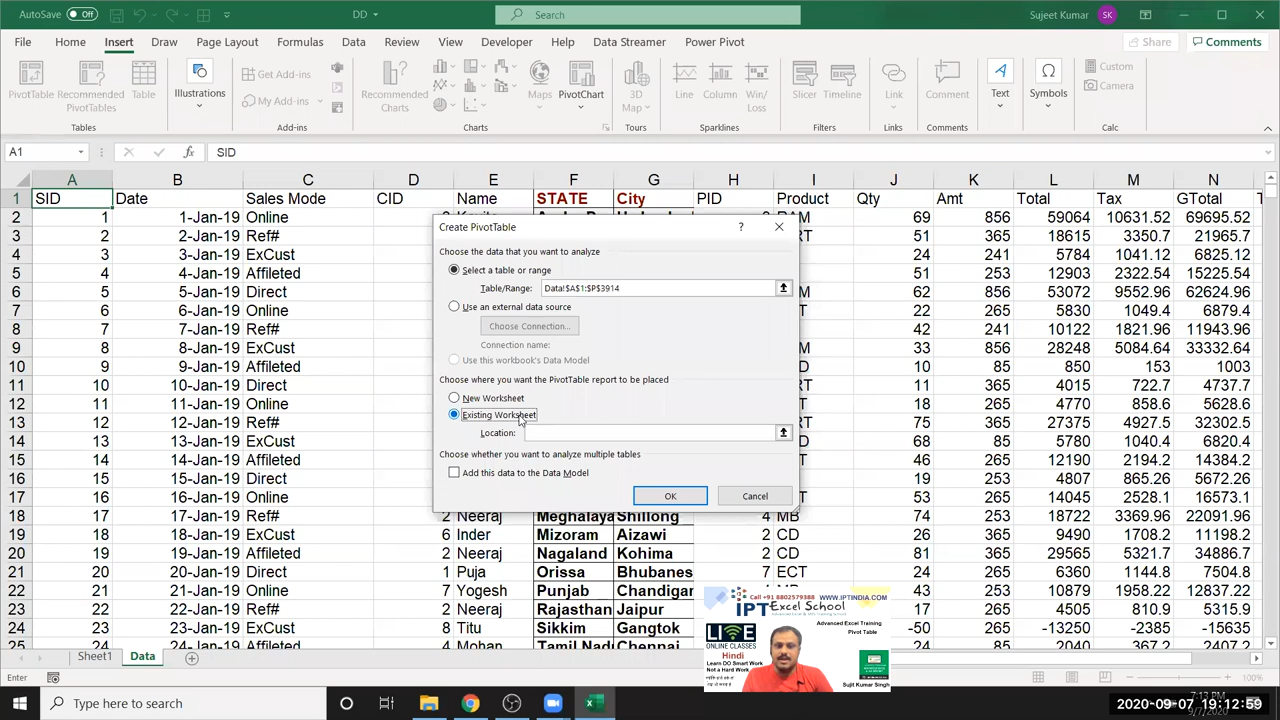 AutoSave Off DD Search Sujeet Kumar SK
File Home Insert Draw Page Layout Formulas Data Review View Developer Help Data Streamer Power Pivot Share Comments
PivotTable Recommended PivotTables Table Illustrations Get Add-ins My Add-ins Recommended Charts Maps PivotChart 3D Map Line Column Win/Loss Slicer Timeline Link Comment Text Symbols Custom Camera
Tables Add-ins Charts Tours Sparklines Filters Links Comments Calc
A1 fx SID
A B C D E F G H I J K L M N
1 SID Date Sales Mode CID Name STATE City PID Product Qty Amt Total Tax GTotal
2 1 1-Jan-19 Online 69 856 59064 10631.52 69695.52
3 2 2-Jan-19 Ref# 51 365 18615 3350.7 21965.7
4 3 3-Jan-19 ExCust 24 241 5784 1041.12 6825.12
5 4 4-Jan-19 Affileted 51 253 12903 2322.54 15225.54
6 5 5-Jan-19 Direct 62 856 53072 9552.96 62624.96
7 6 6-Jan-19 Online 22 265 5830 1049.4 6879.4
8 7 7-Jan-19 Ref# 42 241 10122 1821.96 11943.96
9 8 8-Jan-19 ExCust 33 856 28248 5084.64 33332.64
10 9 9-Jan-19 Affileted 10 85 850 153 1003
11 10 10-Jan-19 Direct 11 365 4015 722.7 4737.7
12 11 11-Jan-19 Online 18 265 4770 858.6 5628.6
13 12 12-Jan-19 Ref# 75 365 27375 4927.5 32302.5
14 13 13-Jan-19 ExCust 68 85 5780 1040.4 6820.4
15 14 14-Jan-19 Affileted 46 265 12190 2194.2 14384.2
16 15 15-Jan-19 Direct 19 253 4807 865.26 5672.26
17 16 16-Jan-19 Online 53 265 14045 2528.1 16573.1
18 17 17-Jan-19 Ref# 2 Neeraj Meghalaya Shillong 4 MB 74 253 18722 3369.96 22091.96
19 18 18-Jan-19 ExCust 6 Inder Mizoram Aizawi 2 CD 26 365 9490 1708.2 11198.2
20 19 19-Jan-19 Affileted 2 Neeraj Nagaland Kohima 2 CD 81 365 29565 5321.7 34886.7
21 20 20-Jan-19 Direct 1 Puja Orissa Bhubanes 7 ECT 24 265 6360 1144.8 7504.8
22 21 21-Jan-19 Online 7 Yogesh Punjab Chandigar 43 253 10879 1958.22 12837.22
23 22 22-Jan-19 Ref# 2 Neeraj Rajasthan Jaipur 17 265 4505 810.9 5315.9
24 23 23-Jan-19 ExCust 8 Titu Sikkim Gangtok -50 265 -13250 -2385 -15635
Create PivotTable ?
Choose the data that you want to analyze
Select a table or range
Table/Range: Data!$A$1:$P$3914
Use an external data source
Choose Connection...
Connection name:
Use this workbook's Data Model
Choose where you want the PivotTable report to be placed
New Worksheet
Existing Worksheet
Location:
Choose whether you want to analyze multiple tables
Add this data to the Data Model
OK Cancel
Call +91 8802579388 WWW.IPTINDIA.COM
IPT Excel School
Advanced Excel Training
Pivot Table
LIVE
ONLINE CLASSES
Hindi
Learn DO Smart Work
Not a Hard Work
Sujit Kumar Singh
Sheet1 Data
Enter 100%
Type here to search
7:13 PM
9/7/2020
2020-09-07 19:12:59